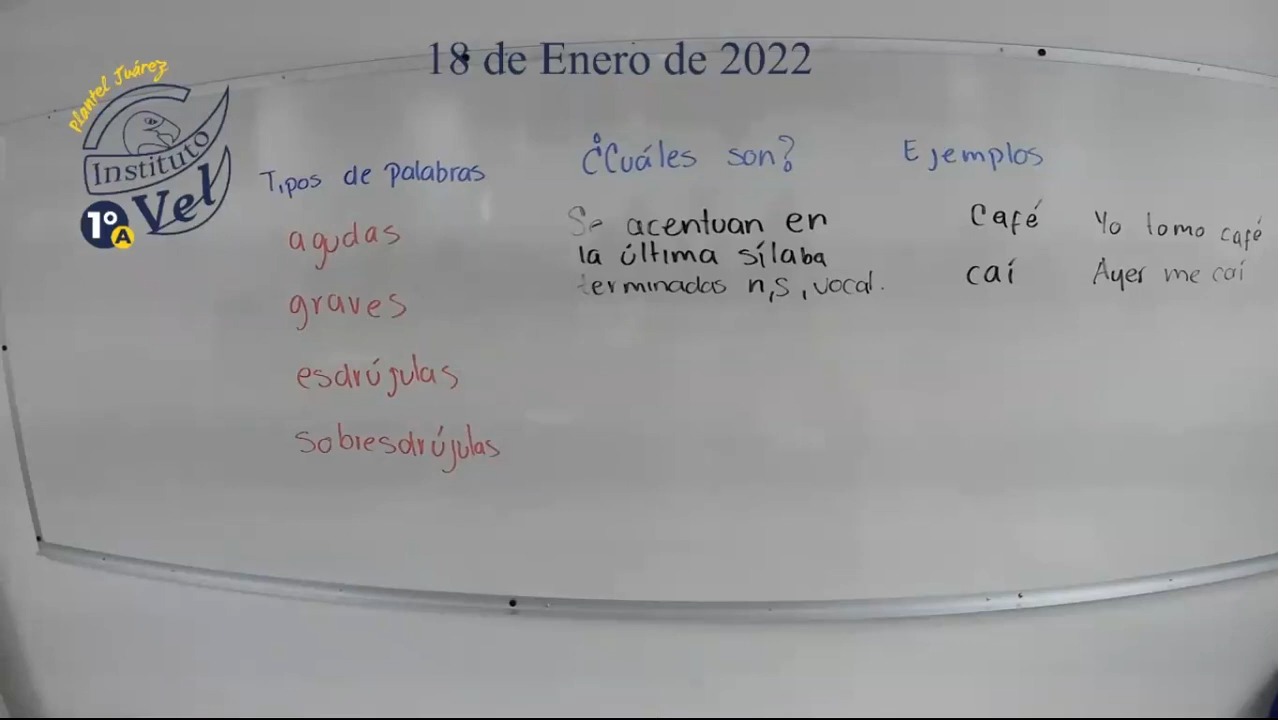 18 de Enero de 2022
Plantel Juárez
Instituto
Vel
1° A
Tipos de palabras
¿Cuáles son?
Ejemplos
agudas
Se acentuan en
la última sílaba
terminadas n,s,vocal.
Café
Yo tomo café
caí
Ayer me caí
graves
esdrújulas
sobresdrújulas